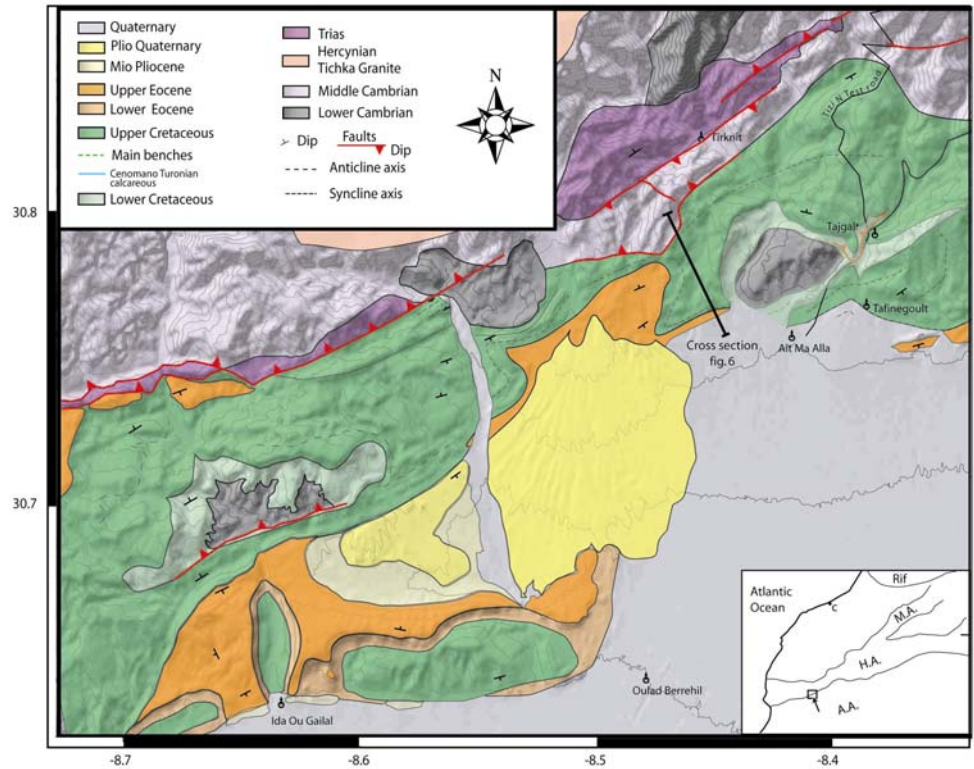 Quaternary
Plio Quaternary
Mio Pliocene
Upper Eocene
Lower Eocene
Upper Cretaceous
Main benches
Cenomano Turonian
calcareous
Lower Cretaceous
Trias
Hercynian
Tichka Granite
Middle Cambrian
Lower Cambrian
Dip
Faults
Dip
Anticline axis
Syncline axis
N
Tizi N Test road
Tirknit
30.8
Tajgalt
Tafinegoult
Aït Ma Alla
Cross section
fig. 6
30.7
Oulad Berrehil
Ida Ou Gailal
Atlantic
Ocean
Rif
C
M.A.
H.A.
A.A.
-8.7
-8.6
-8.5
-8.4